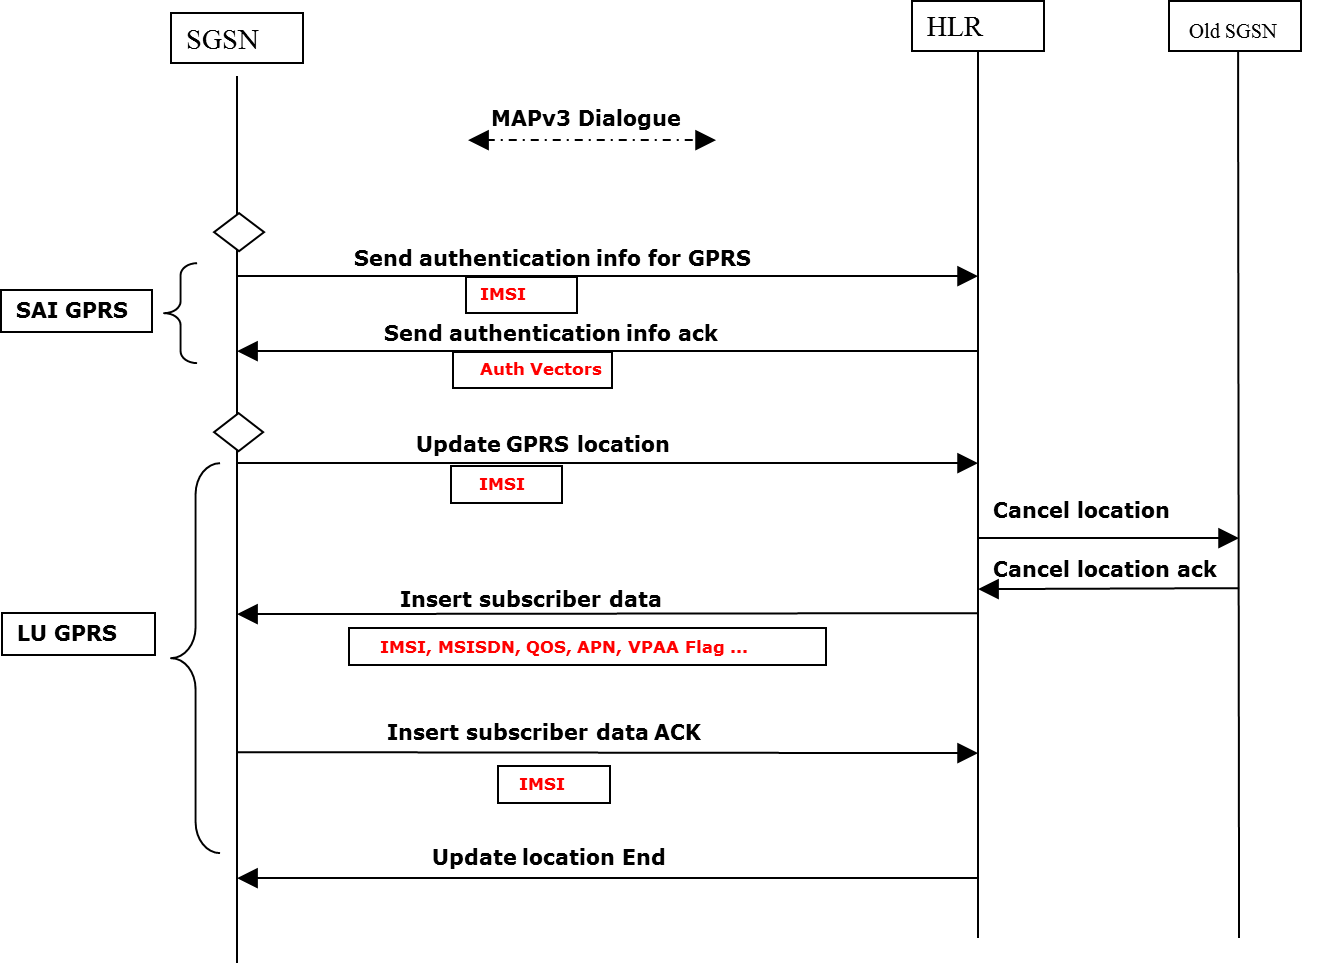 SGSN
HLR
Old SGSN
MAPv3 Dialogue
Send authentication info for GPRS
IMSI
SAI GPRS
Send authentication info ack
Auth Vectors
Update GPRS location
IMSI
Cancel location
Cancel location ack
Insert subscriber data
LU GPRS
IMSI, MSISDN, QOS, APN, VPAA Flag ...
Insert subscriber data ACK
IMSI
Update location End